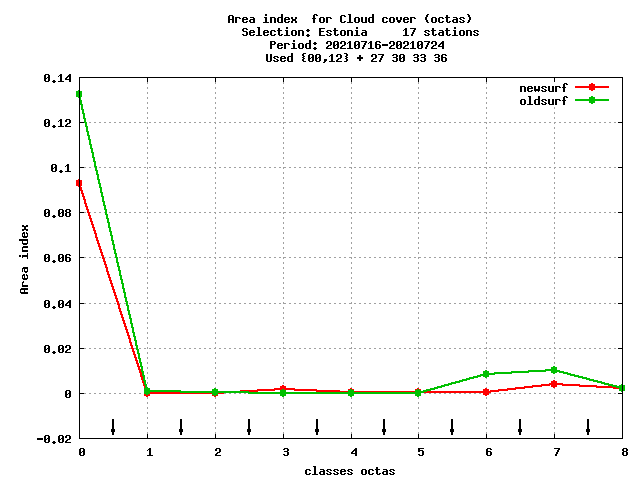 Area index  for Cloud cover (octas)
Selection: Estonia     17 stations
Period: 20210716-20210724
Used {00,12} + 27 30 33 36
newsurf
oldsurf
0.14
0.12
0.1
0.08
0.06
0.04
0.02
0
-0.02
Area index
0 1 2 3 4 5 6 7 8
classes octas